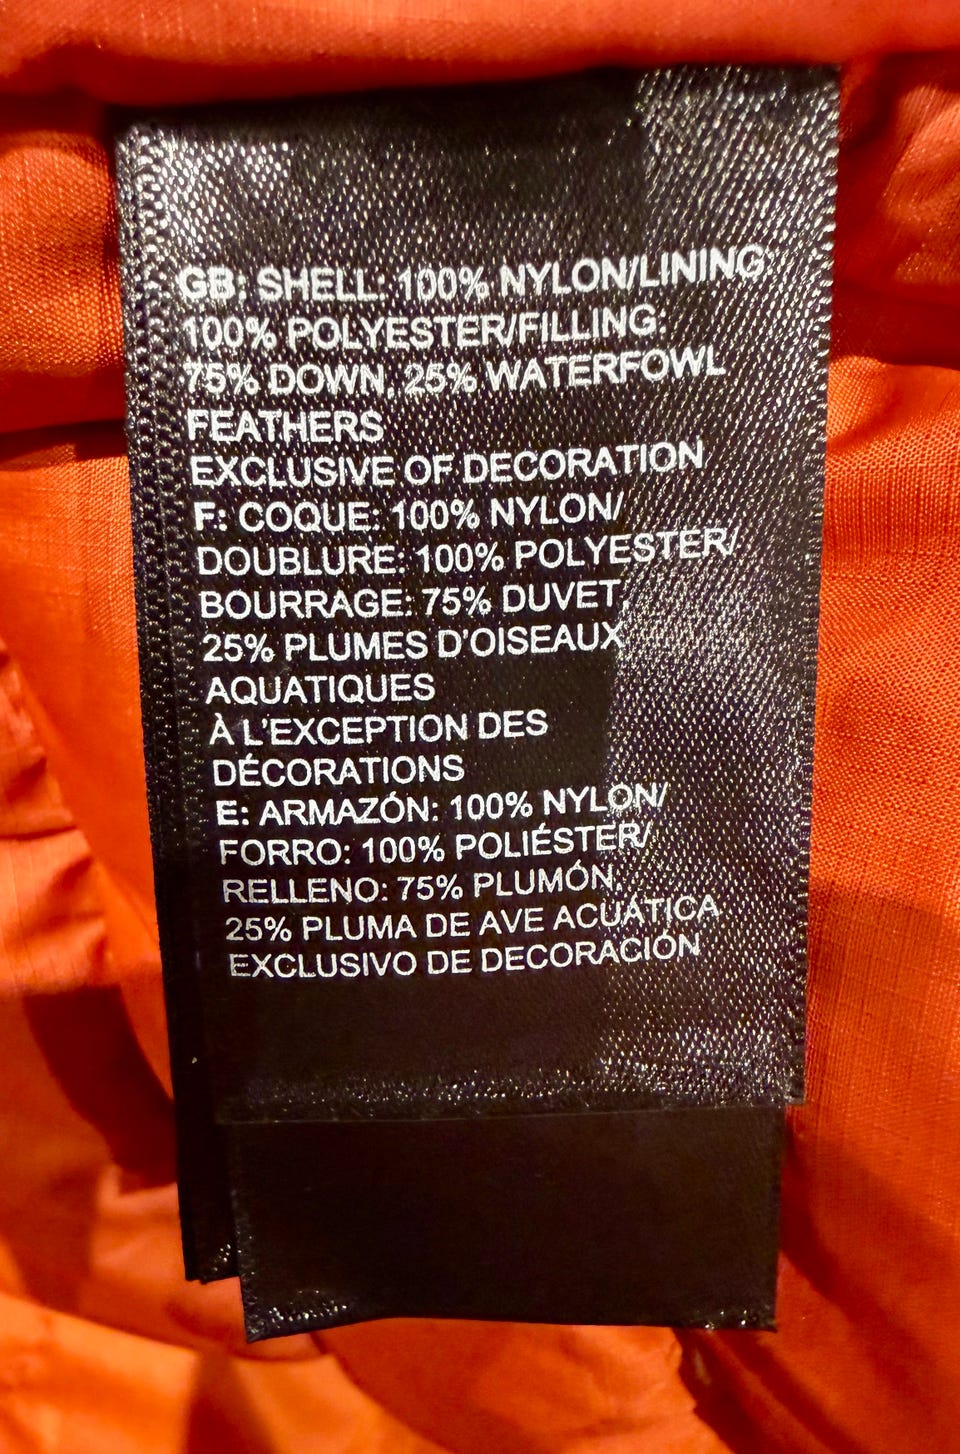 GB: SHELL: 100% NYLON/LINING:
100% POLYESTER/FILLING:
75% DOWN, 25% WATERFOWL
FEATHERS
EXCLUSIVE OF DECORATION
F: COQUE: 100% NYLON/
DOUBLURE: 100% POLYESTER/
BOURRAGE: 75% DUVET,
25% PLUMES D'OISEAUX
AQUATIQUES
À L'EXCEPTION DES
DÉCORATIONS
E: ARMAZÓN: 100% NYLON/
FORRO: 100% POLIÉSTER/
RELLENO: 75% PLUMÓN,
25% PLUMA DE AVE ACUÁTICA
EXCLUSIVO DE DECORACIÓN